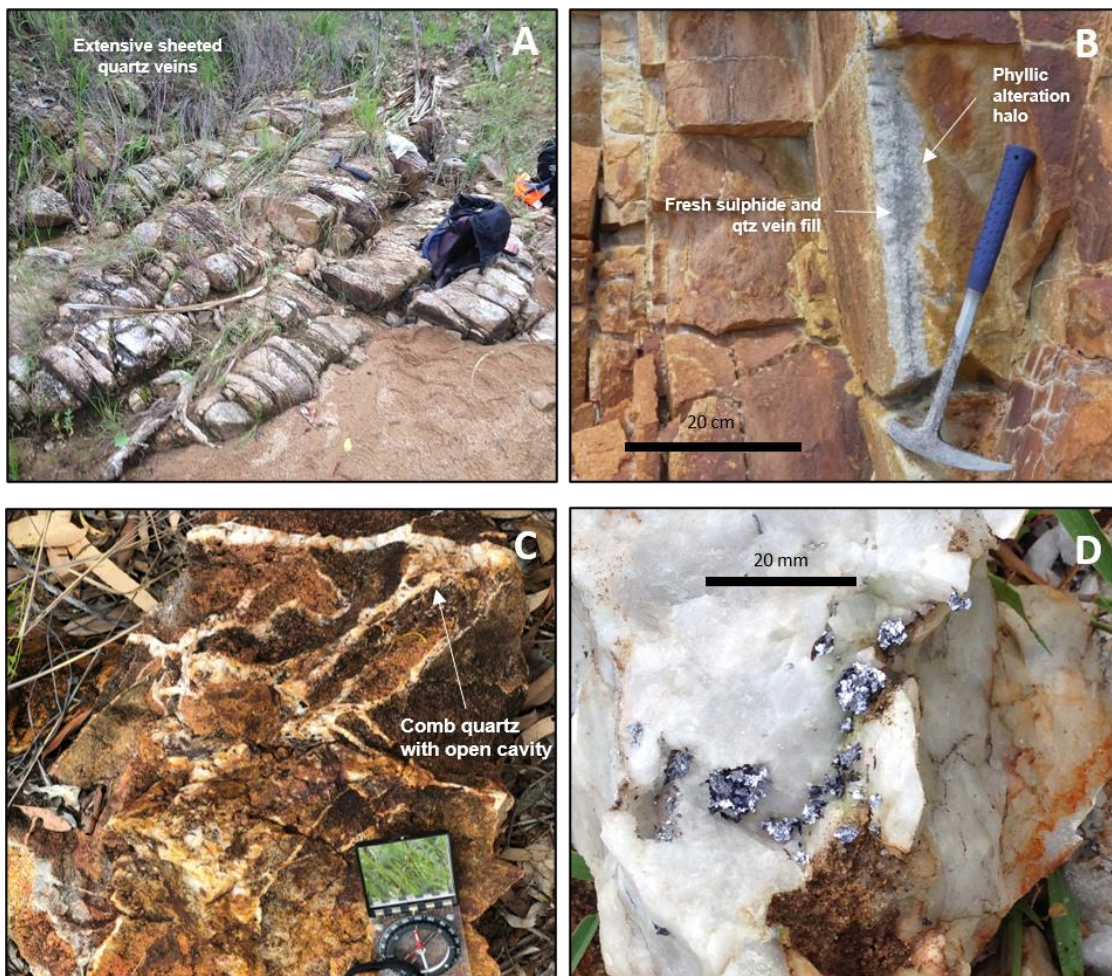 Extensive sheeted
quartz veins
A
B
Phyllic
alteration
halo
Fresh sulphide and
qtz vein fill
20 cm
C
Comb quartz
with open cavity
D
20 mm